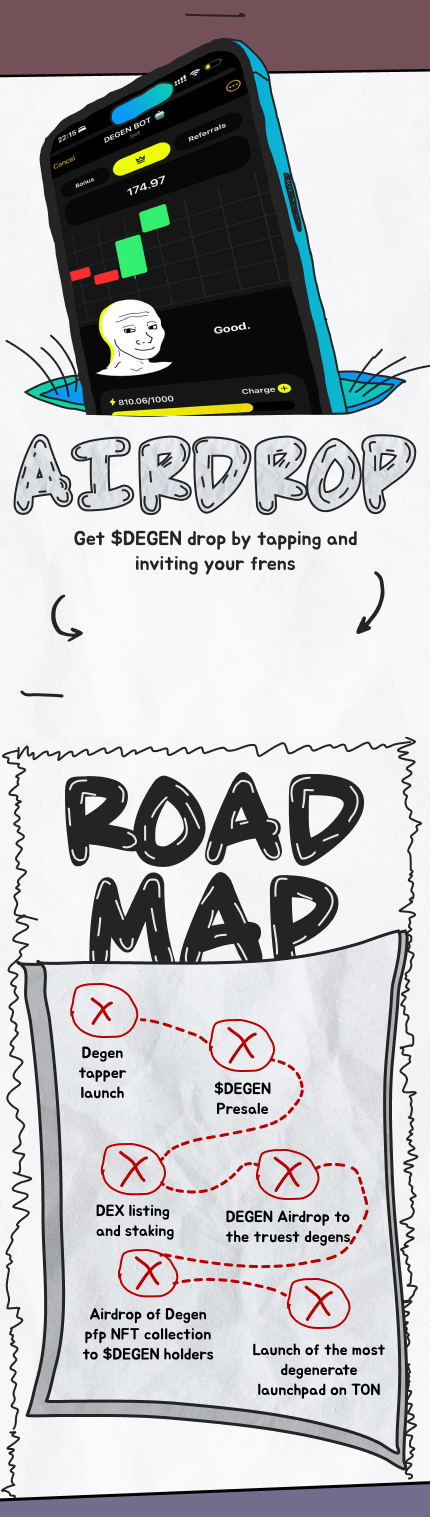 22:15
Cancel
DEGEN BOT
bot
Bonus
Referrals
174.97
Good.
810.06/1000
Charge
AIRDROP
Get $DEGEN drop by tapping and
inviting your frens
ROAD
MAP
Degen
tapper
launch
$DEGEN
Presale
DEX listing
and staking
DEGEN Airdrop to
the truest degens
Airdrop of Degen
pfp NFT collection
to $DEGEN holders
Launch of the most
degenerate
launchpad on TON